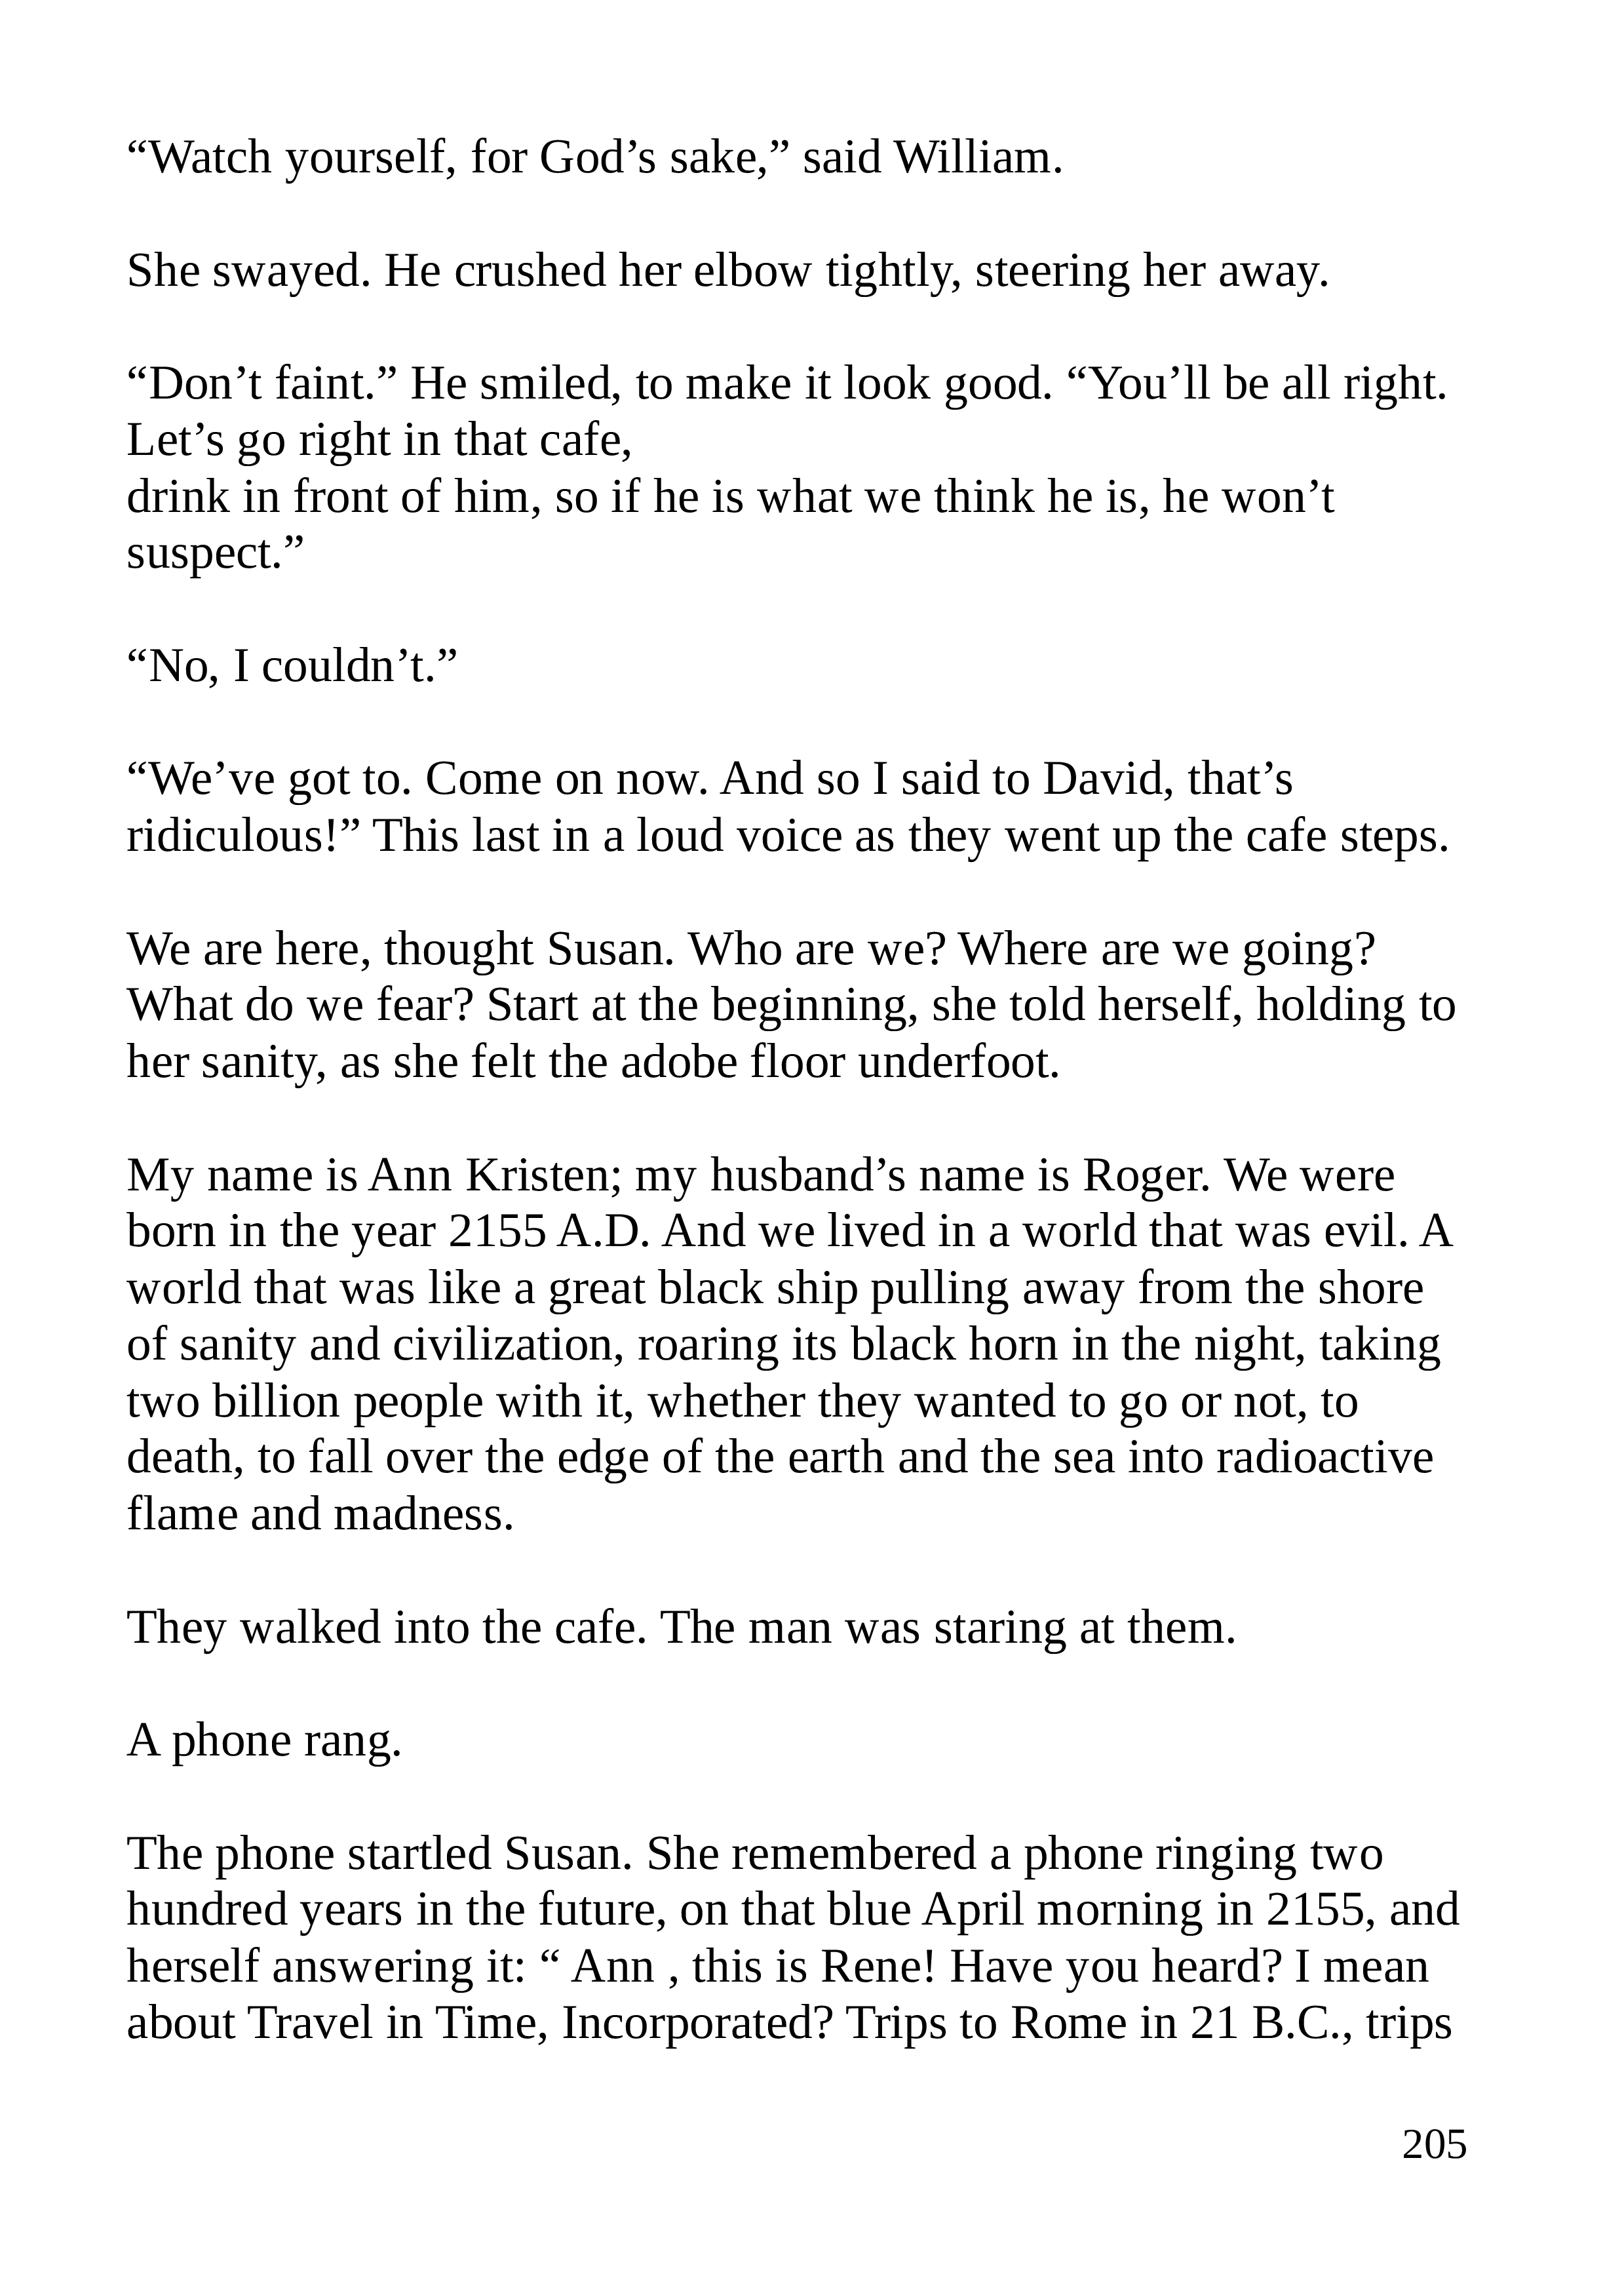 “Watch yourself, for God’s sake,” said William.
She swayed. He crushed her elbow tightly, steering her away.
“Don’t faint.” He smiled, to make it look good. “You’ll be all right.
Let’s go right in that cafe,
drink in front of him, so if he is what we think he is, he won’t
suspect.”
“No, I couldn’t.”
“We’ve got to. Come on now. And so I said to David, that’s
ridiculous!” This last in a loud voice as they went up the cafe steps.
We are here, thought Susan. Who are we? Where are we going?
What do we fear? Start at the beginning, she told herself, holding to
her sanity, as she felt the adobe floor underfoot.
My name is Ann Kristen; my husband’s name is Roger. We were
born in the year 2155 A.D. And we lived in a world that was evil. A
world that was like a great black ship pulling away from the shore
of sanity and civilization, roaring its black horn in the night, taking
two billion people with it, whether they wanted to go or not, to
death, to fall over the edge of the earth and the sea into radioactive
flame and madness.
They walked into the cafe. The man was staring at them.
A phone rang.
The phone startled Susan. She remembered a phone ringing two
hundred years in the future, on that blue April morning in 2155, and
herself answering it: “ Ann , this is Rene! Have you heard? I mean
about Travel in Time, Incorporated? Trips to Rome in 21 B.C., trips
205